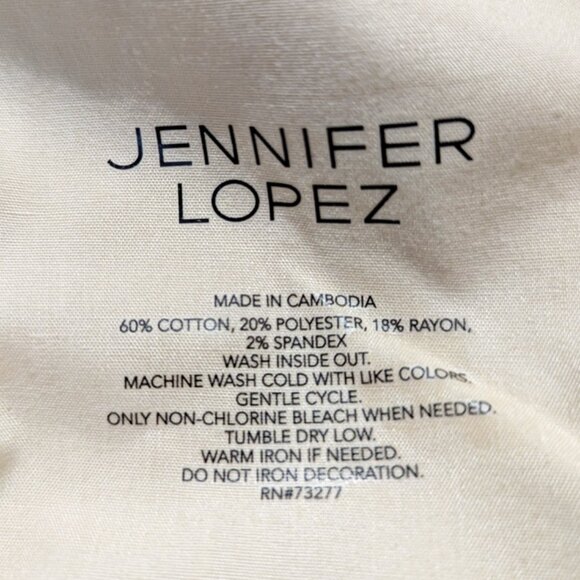 JENNIFER
LOPEZ
MADE IN CAMBODIA
60% COTTON, 20% POLYESTER, 18% RAYON,
2% SPANDEX
WASH INSIDE OUT.
MACHINE WASH COLD WITH LIKE COLORS.
GENTLE CYCLE.
ONLY NON-CHLORINE BLEACH WHEN NEEDED.
TUMBLE DRY LOW.
WARM IRON IF NEEDED.
DO NOT IRON DECORATION.
RN#73277